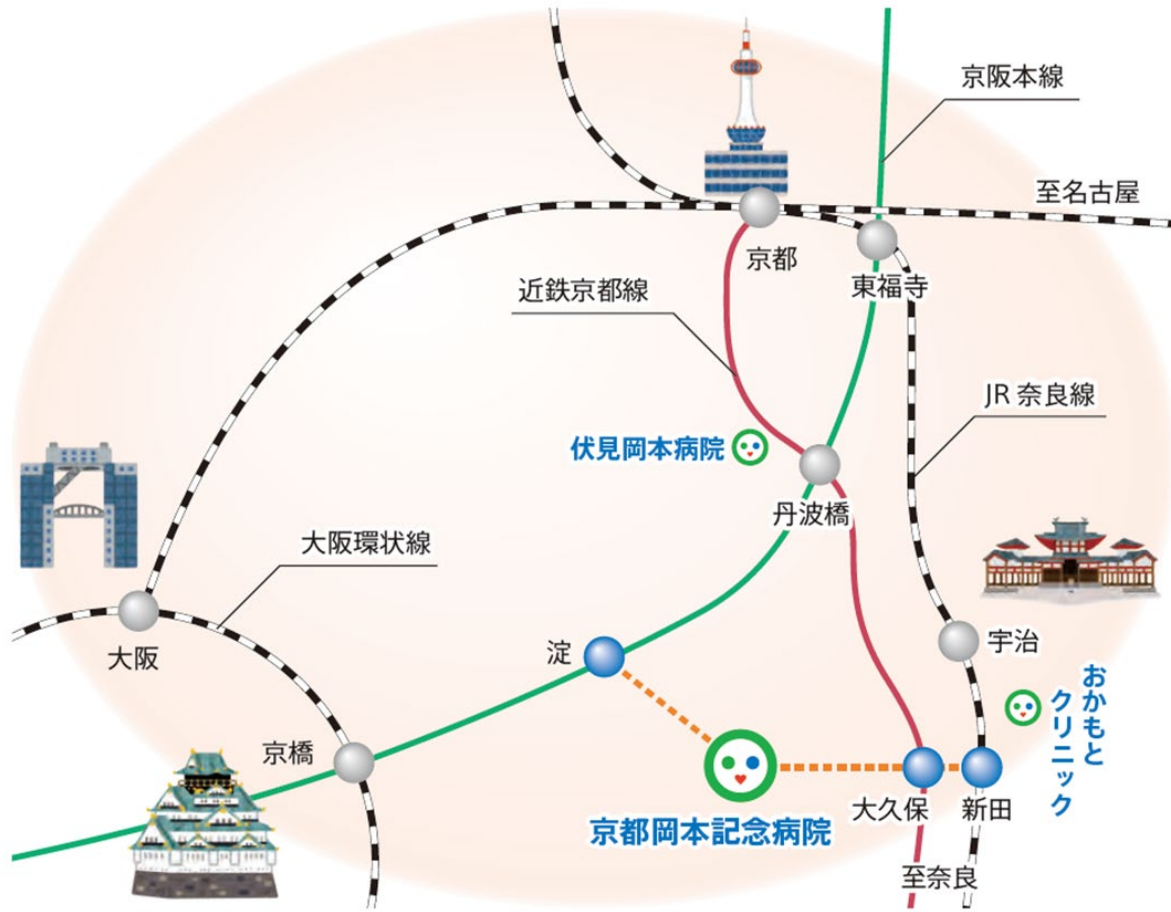 京阪本線
至名古屋
京都
東福寺
近鉄京都線
JR奈良線
伏見岡本病院
丹波橋
大阪環状線
大阪
淀
宇治
おかもと
クリニック
京橋
大久保
新田
京都岡本記念病院
至奈良